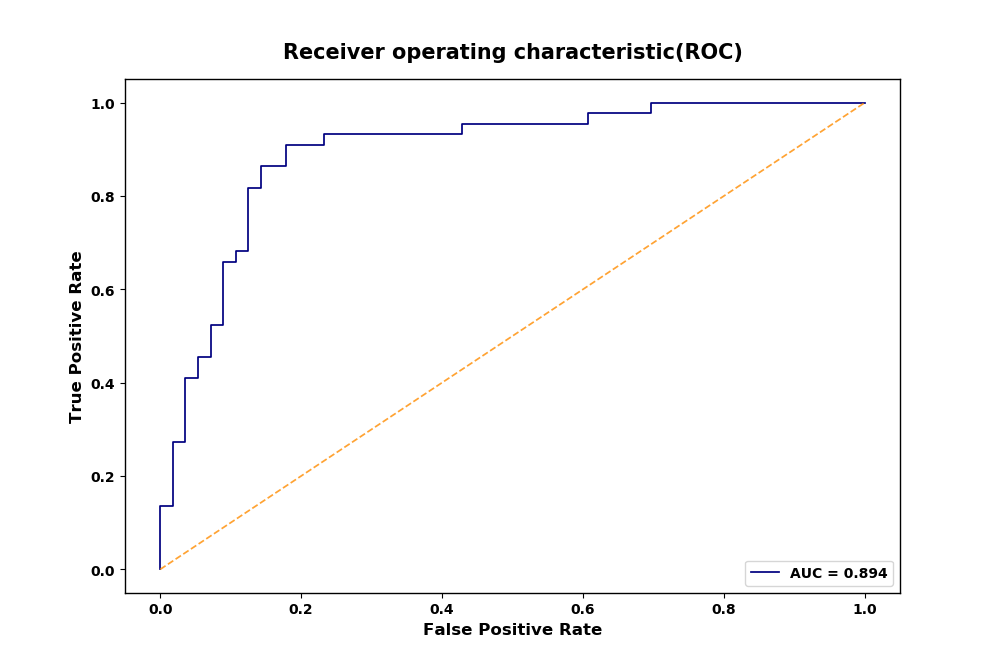 Receiver operating characteristic(ROC)
True Positive Rate
1.0
0.8
0.6
0.4
0.2
0.0
AUC = 0.894
0.0 0.2 0.4 0.6 0.8 1.0
False Positive Rate